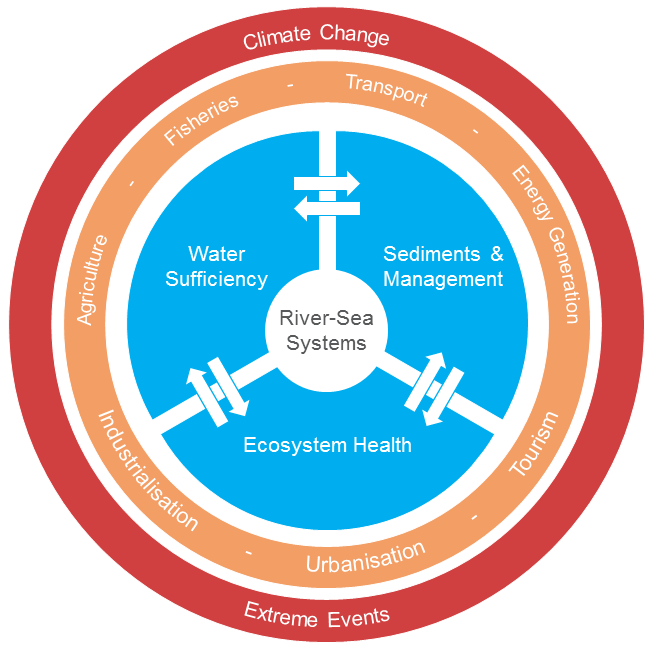 Climate Change
Fisheries - Transport - Energy Generation
Tourism - Urbanisation - Industrialisation
Agriculture -
Water
Sufficiency
Sediments &
Management
River-Sea
Systems
Ecosystem Health
Extreme Events